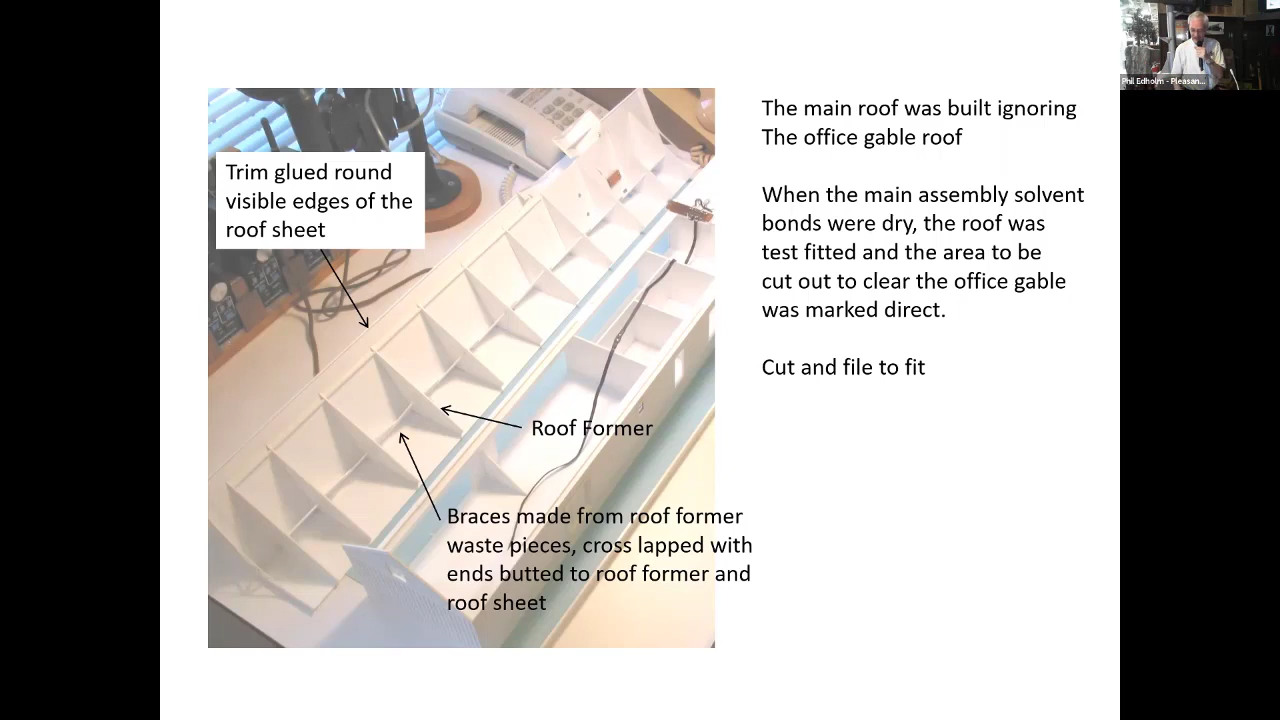 Phil Edholm - Pleasan...
The main roof was built ignoring
The office gable roof
When the main assembly solvent
bonds were dry, the roof was
test fitted and the area to be
cut out to clear the office gable
was marked direct.
Cut and file to fit
Trim glued round
visible edges of the
roof sheet
Roof Former
Braces made from roof former
waste pieces, cross lapped with
ends butted to roof former and
roof sheet